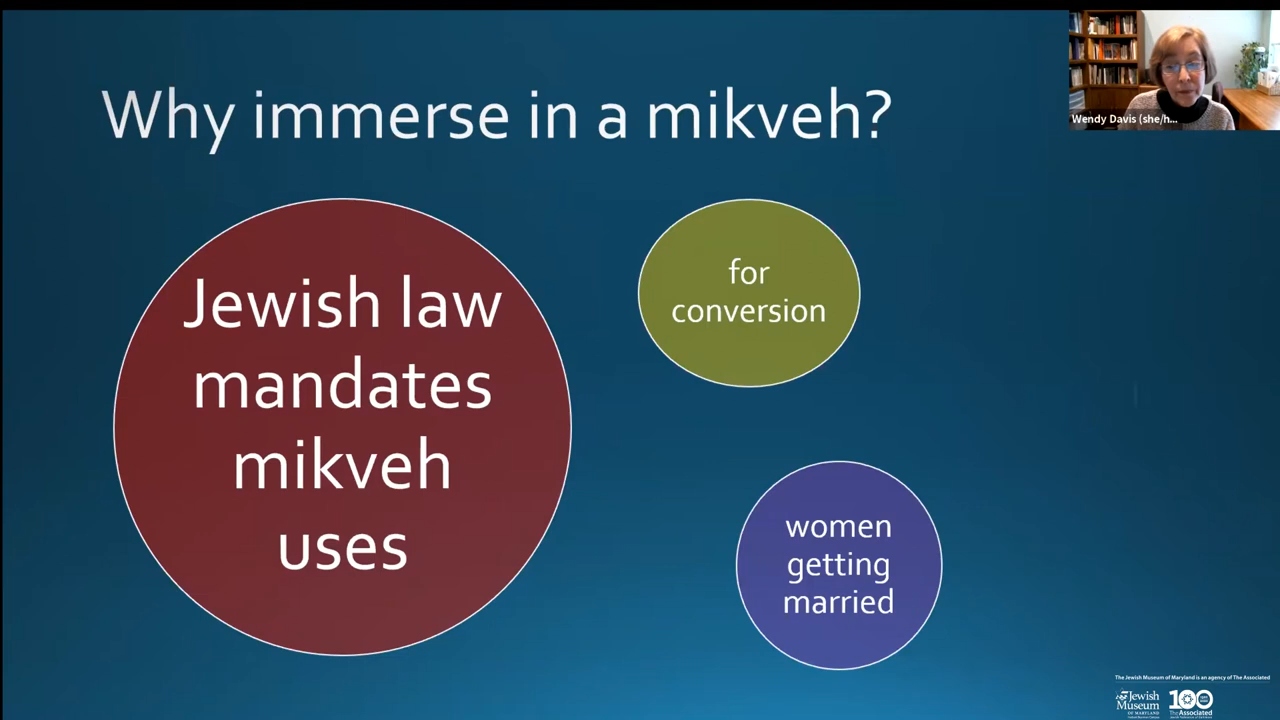 Why immerse in a mikveh?
Jewish law
mandates
mikveh
uses
for
conversion
women
getting
married
Wendy Davis (she/h...
The Jewish Museum of Maryland is an agency of The Associated
Jewish
Museum
OF MARYLAND
100
The Associated